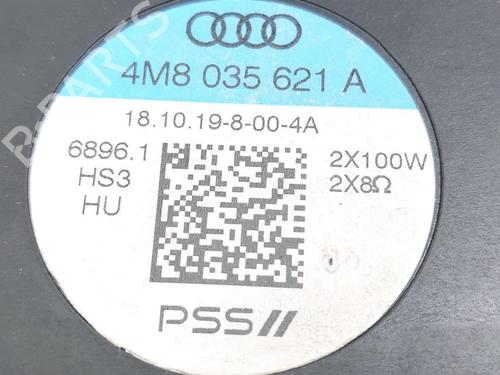 4M8 035 621 A
18.10.19-8-00-4A
6896.1
HS3
HU
2X100W
2X8Ω
PSS//
B-PARTS